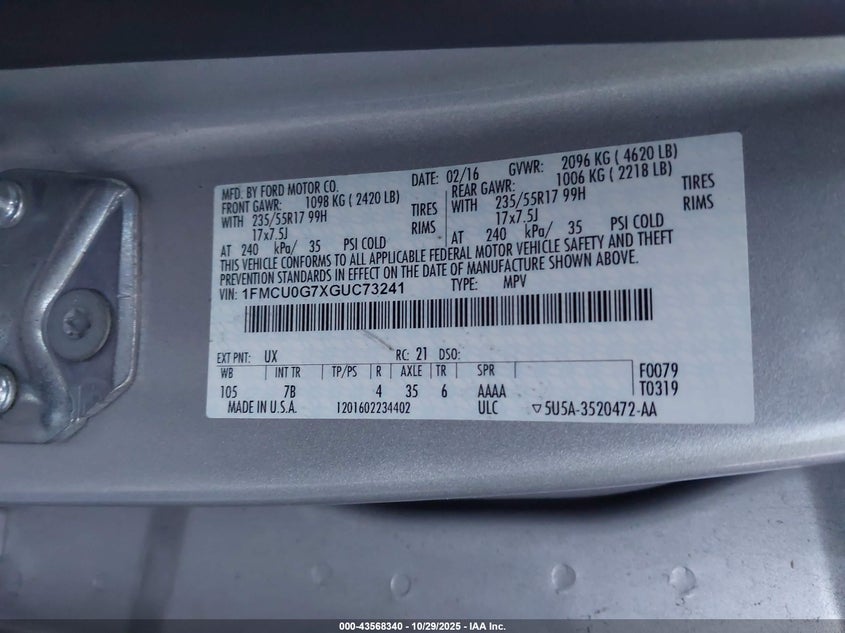 MFD. BY FORD MOTOR CO. DATE: 02/16 GVWR: 2096 KG ( 4620 LB)
FRONT GAWR: 1098 KG ( 2420 LB) REAR GAWR: 1006 KG ( 2218 LB)
WITH 235/55R17 99H TIRES WITH 235/55R17 99H TIRES
17x7.5J RIMS 17x7.5J RIMS
AT 240 kPa/ 35 PSI COLD AT 240 kPa/ 35 PSI COLD
THIS VEHICLE CONFORMS TO ALL APPLICABLE FEDERAL MOTOR VEHICLE SAFETY AND THEFT
PREVENTION STANDARDS IN EFFECT ON THE DATE OF MANUFACTURE SHOWN ABOVE.
VIN: 1FMCU0G7XGUC73241 TYPE: MPV
EXT PNT: UX RC: 21 DSO:
WB INT TR TP/PS R AXLE TR SPR F0079
105 7B 4 35 6 AAAA T0319
MADE IN U.S.A. 1201602234402 ULC ▽5U5A-3520472-AA
000-43568340 | 10/29/2025 - IAA Inc.